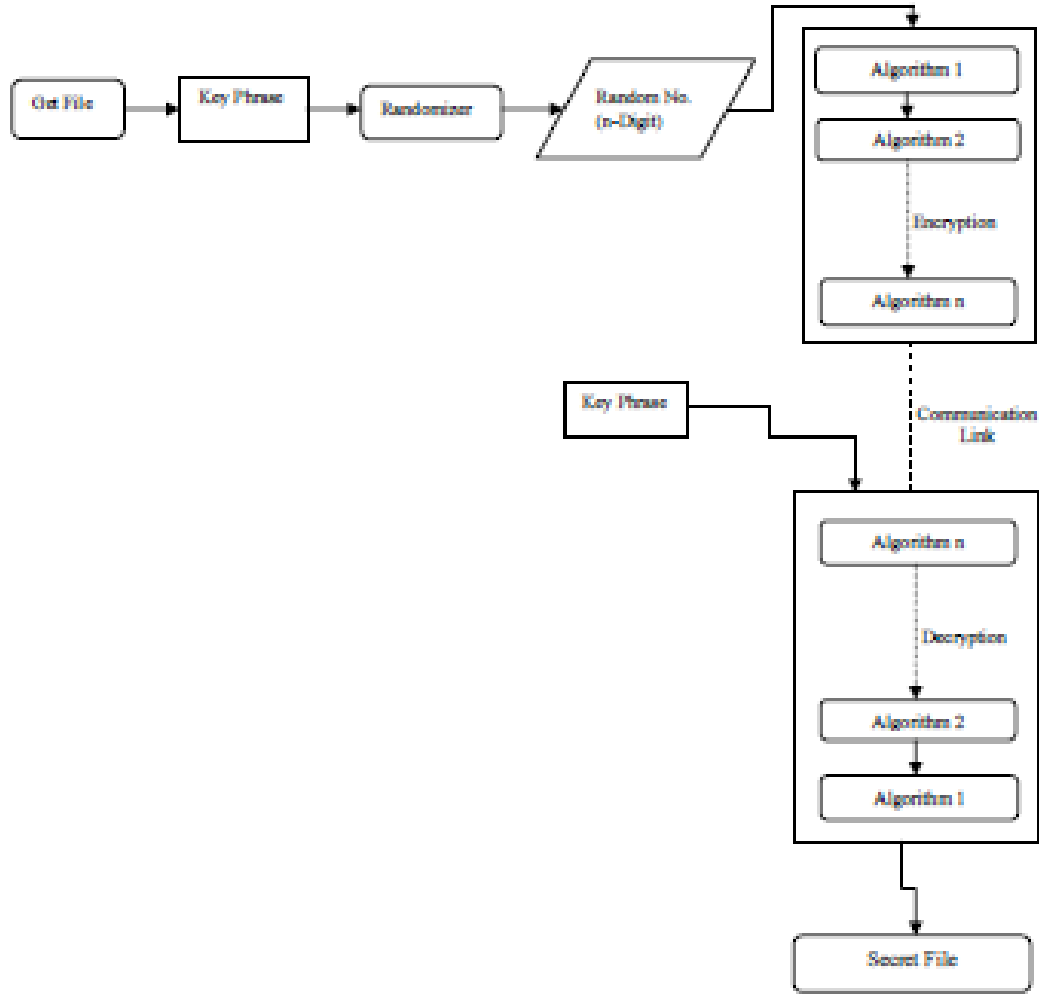 Get File
Key Phrase
Randomizer
Random No.
(n-Digit)
Algorithm 1
Algorithm 2
Encryption
Algorithm n
Key Phrase
Communication
Link
Algorithm n
Decryption
Algorithm 2
Algorithm 1
Secret File